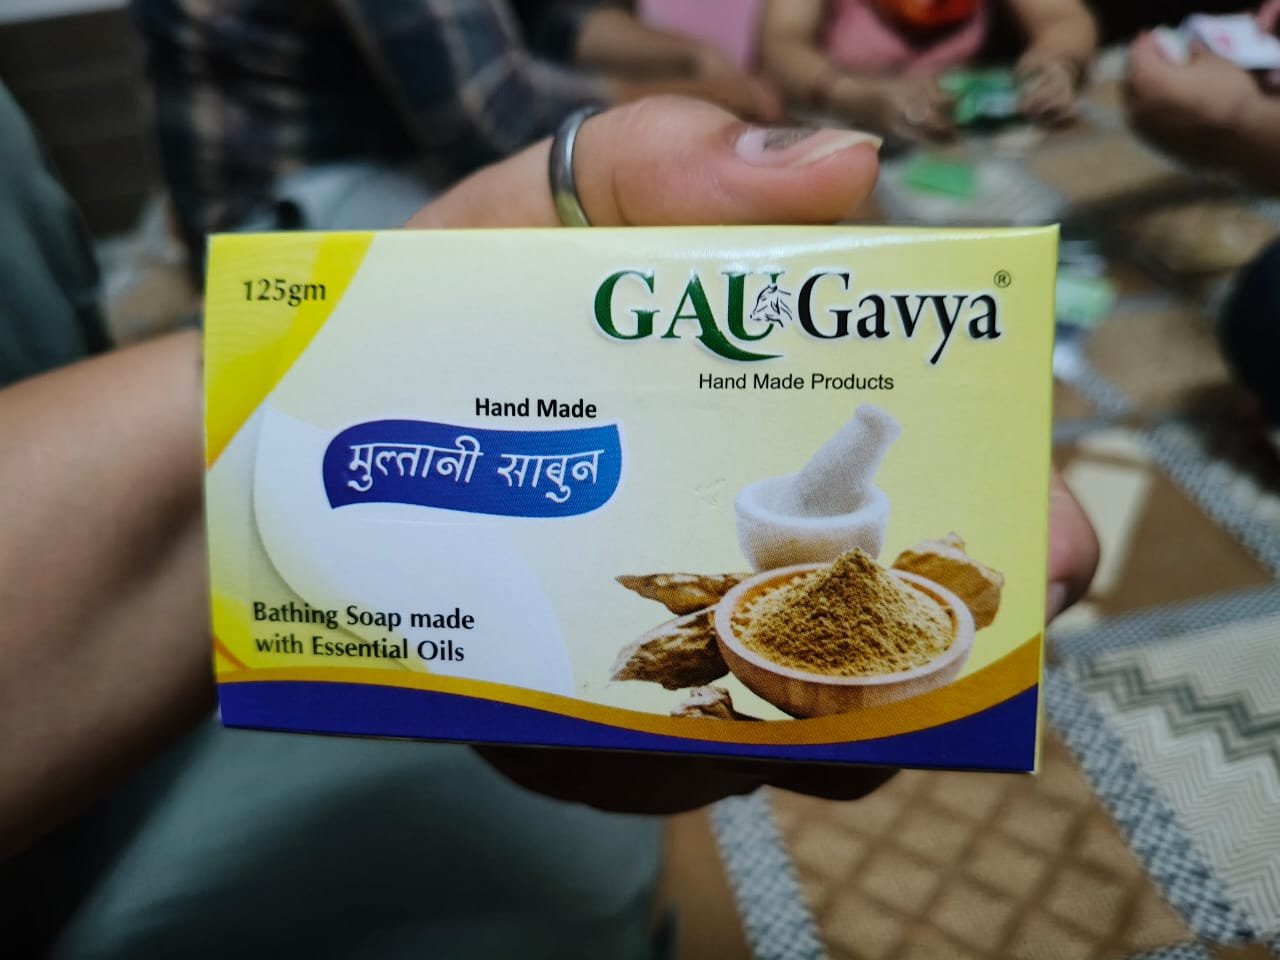 125gm
GAU Gavya®
Hand Made Products
Hand Made
मुल्तानी साबुन
Bathing Soap made
with Essential Oils